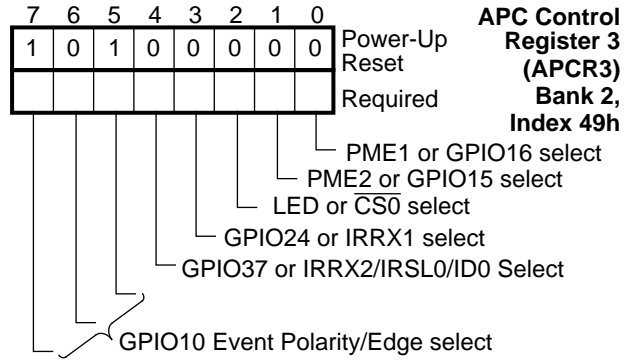 7 6 5 4 3 2 1 0
APC Control
Register 3
(APCR3)
Bank 2,
Index 49h
1 0 1 0 0 0 0 0
Power-Up
Reset
Required
PME1 or GPIO16 select
PME2 or GPIO15 select
LED or C̅S̅0̅ select
GPIO24 or IRRX1 select
GPIO37 or IRRX2/IRSL0/ID0 Select
GPIO10 Event Polarity/Edge select